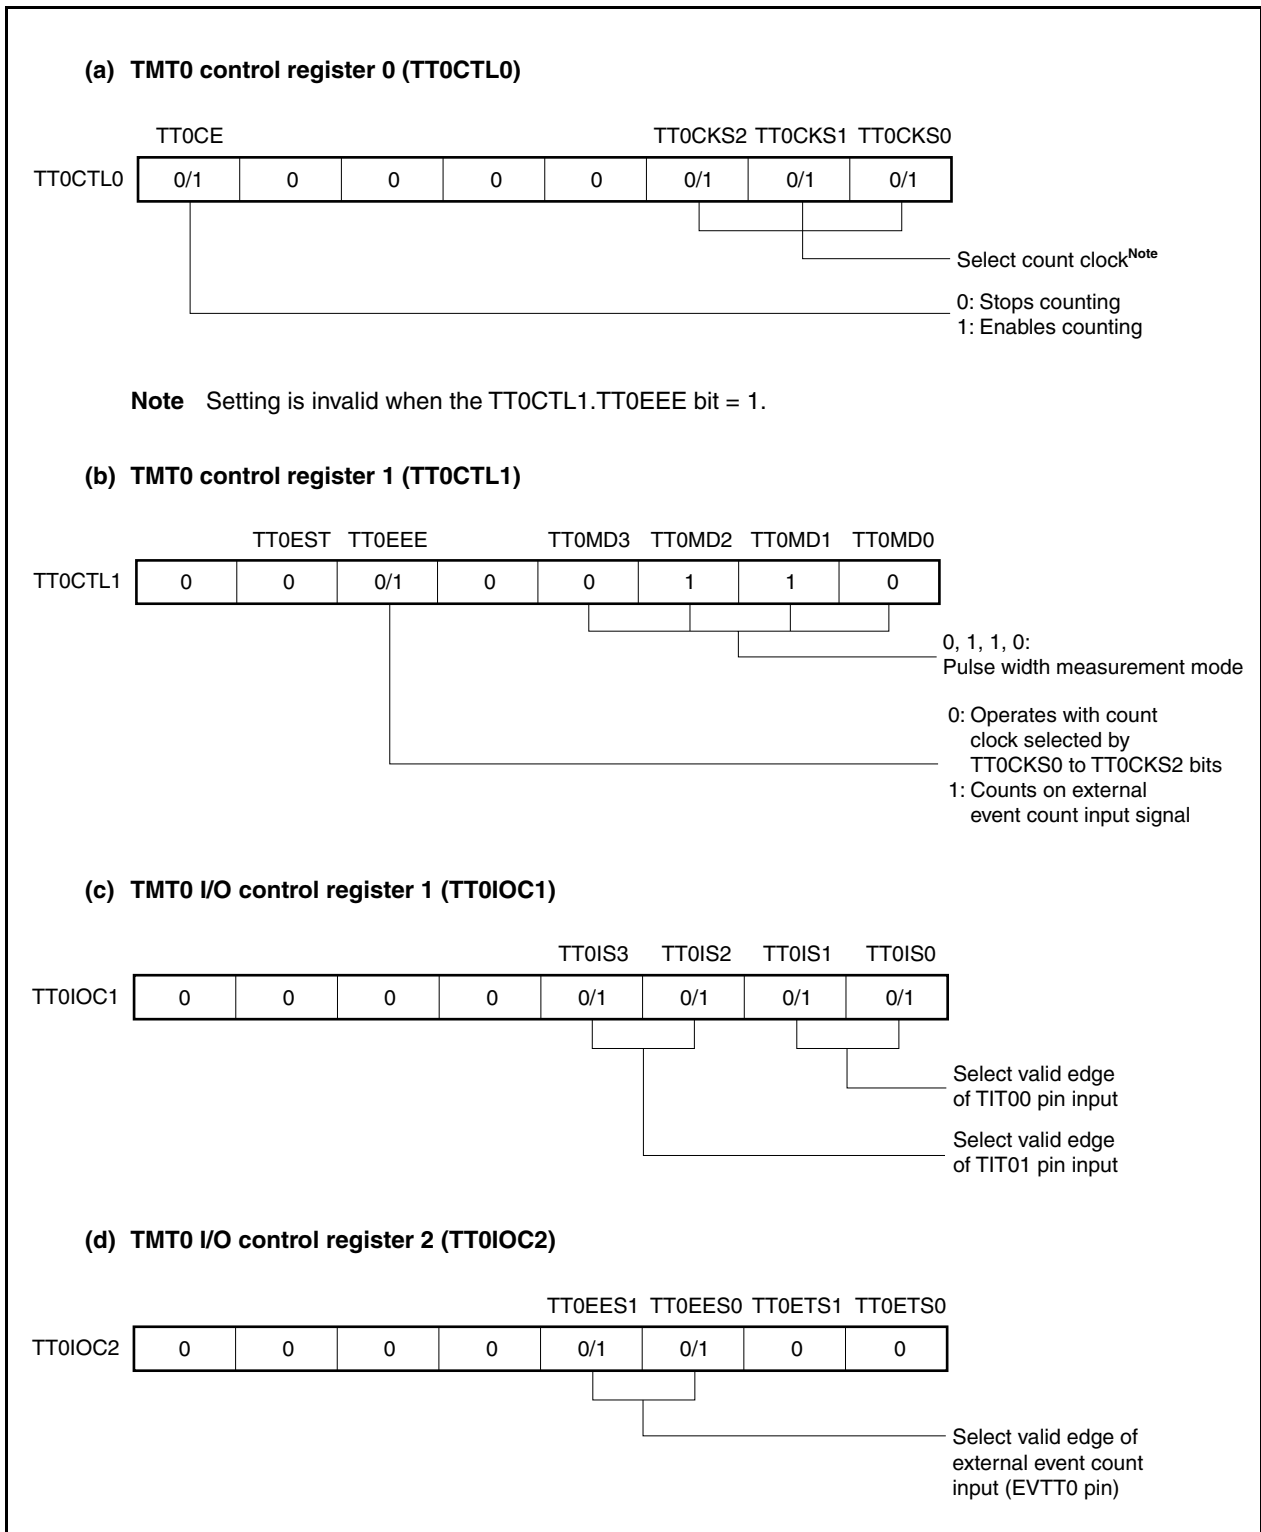 (a) TMT0 control register 0 (TT0CTL0)
TT0CE TT0CKS2 TT0CKS1 TT0CKS0
TT0CTL0 0/1 0 0 0 0 0/1 0/1 0/1
Select count clockNote
0: Stops counting
1: Enables counting
Note Setting is invalid when the TT0CTL1.TT0EEE bit = 1.
(b) TMT0 control register 1 (TT0CTL1)
TT0EST TT0EEE TT0MD3 TT0MD2 TT0MD1 TT0MD0
TT0CTL1 0 0 0/1 0 0 1 1 0
0, 1, 1, 0:
Pulse width measurement mode
0: Operates with count
clock selected by
TT0CKS0 to TT0CKS2 bits
1: Counts on external
event count input signal
(c) TMT0 I/O control register 1 (TT0IOC1)
TT0IS3 TT0IS2 TT0IS1 TT0IS0
TT0IOC1 0 0 0 0 0/1 0/1 0/1 0/1
Select valid edge
of TIT00 pin input
Select valid edge
of TIT01 pin input
(d) TMT0 I/O control register 2 (TT0IOC2)
TT0EES1 TT0EES0 TT0ETS1 TT0ETS0
TT0IOC2 0 0 0 0 0/1 0/1 0 0
Select valid edge of
external event count
input (EVTT0 pin)